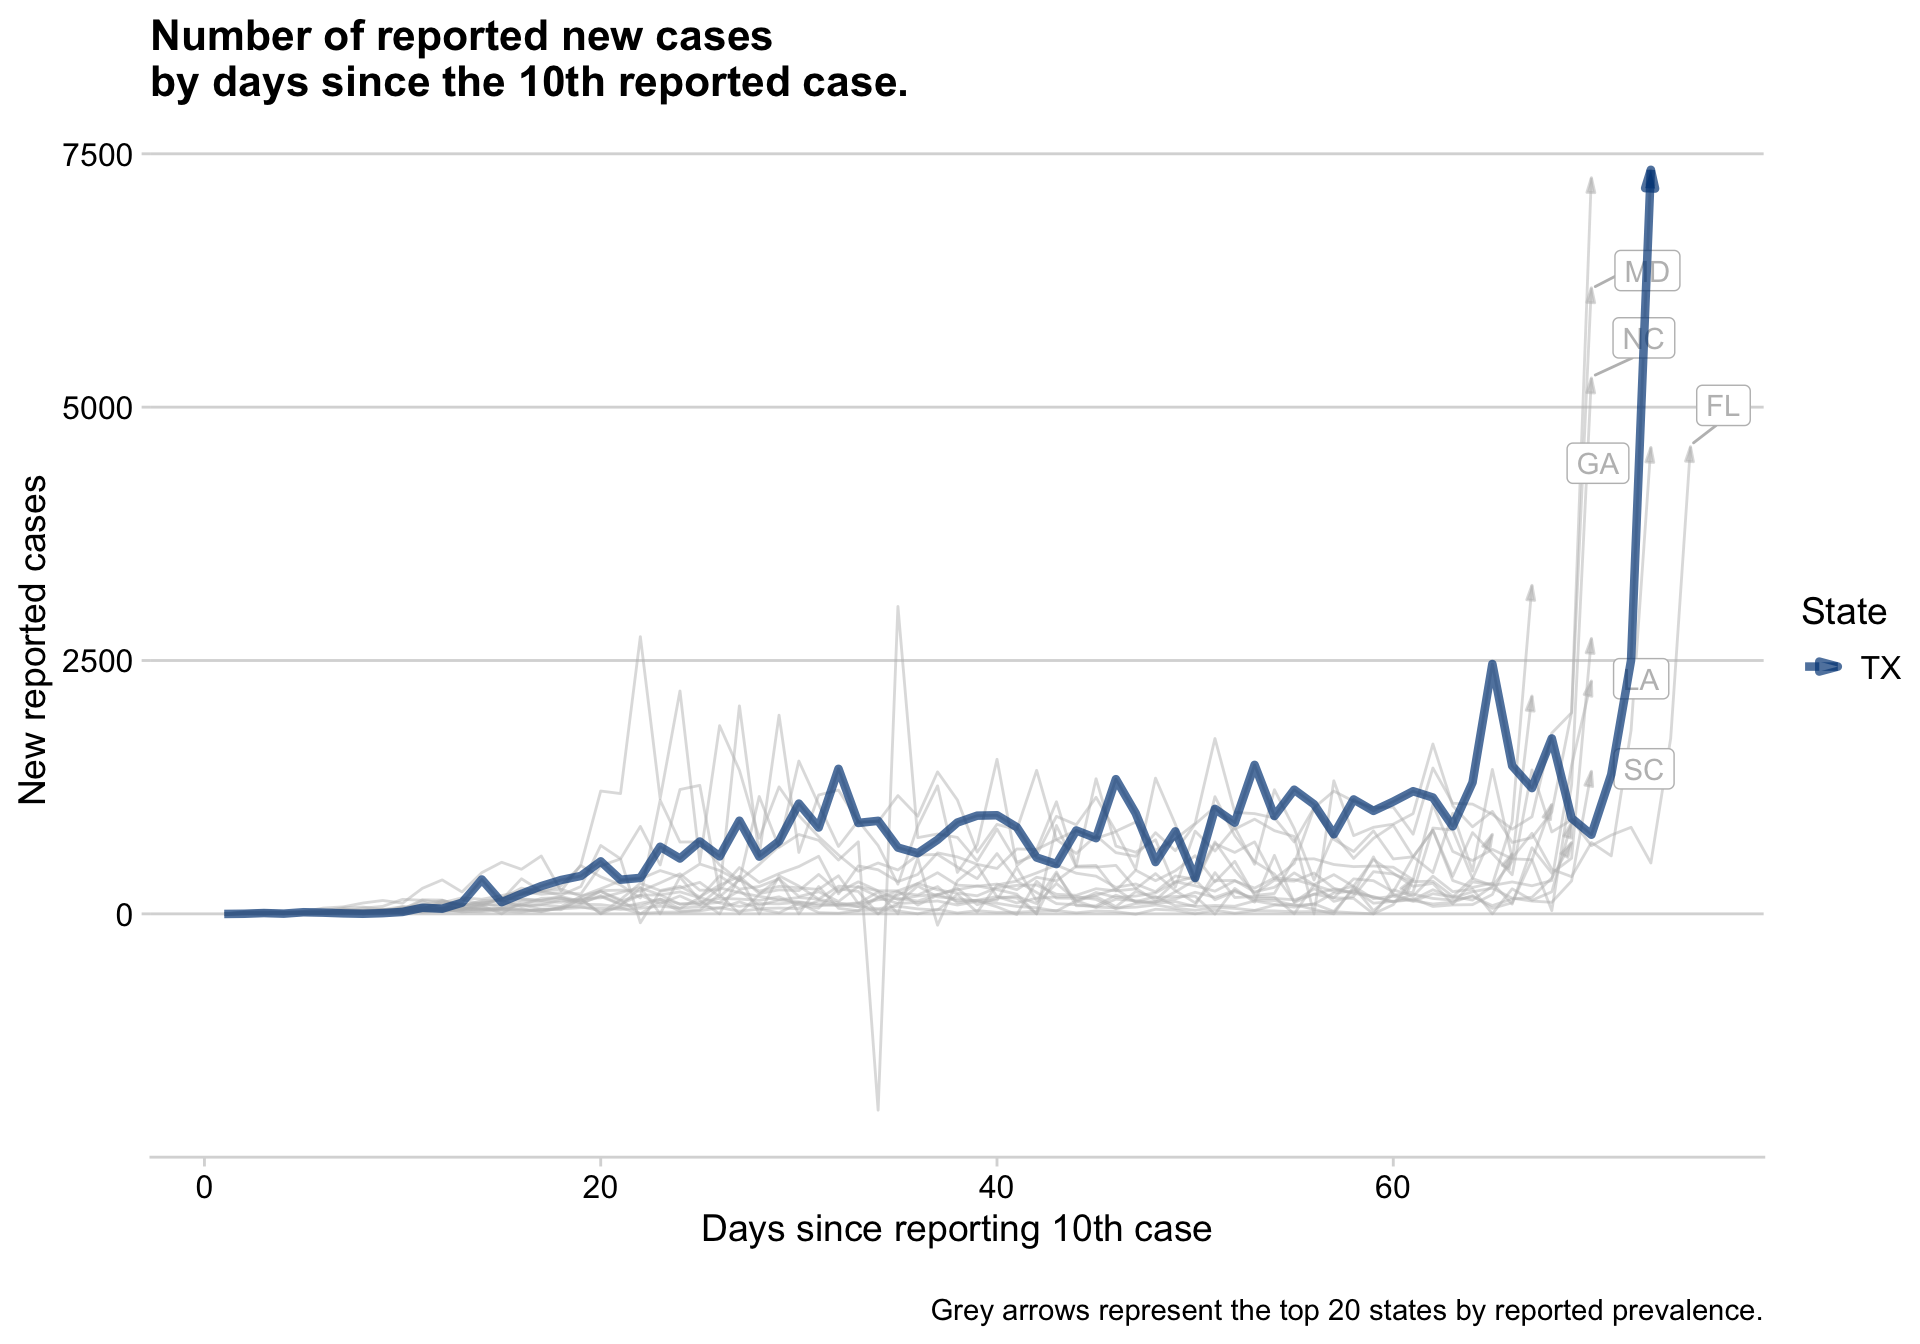 Number of reported new cases
by days since the 10th reported case.
7500
5000
2500
0
New reported cases
MD
NC
FL
GA
LA
SC
State
TX
0 20 40 60
Days since reporting 10th case
Grey arrows represent the top 20 states by reported prevalence.